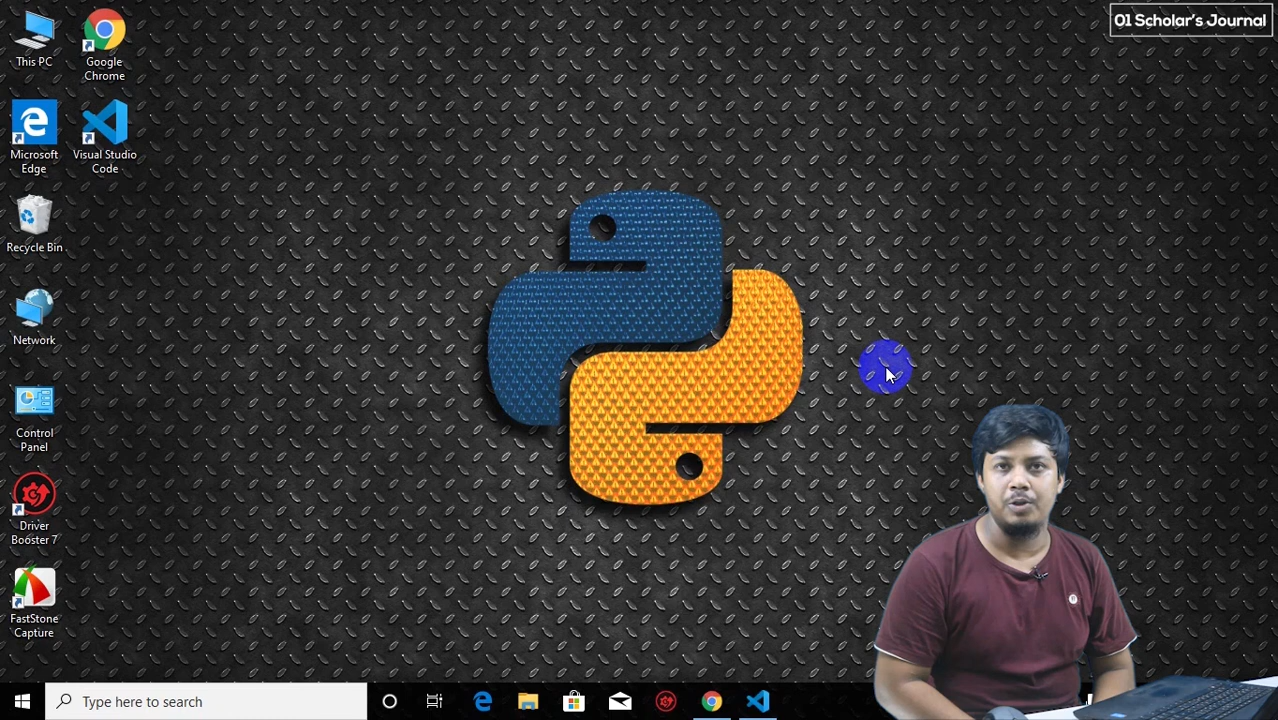 01 Scholar's Journal
This PC
Google
Chrome
Microsoft
Edge
Visual Studio
Code
Recycle Bin
Network
Control
Panel
Driver
Booster 7
FastStone
Capture
Type here to search